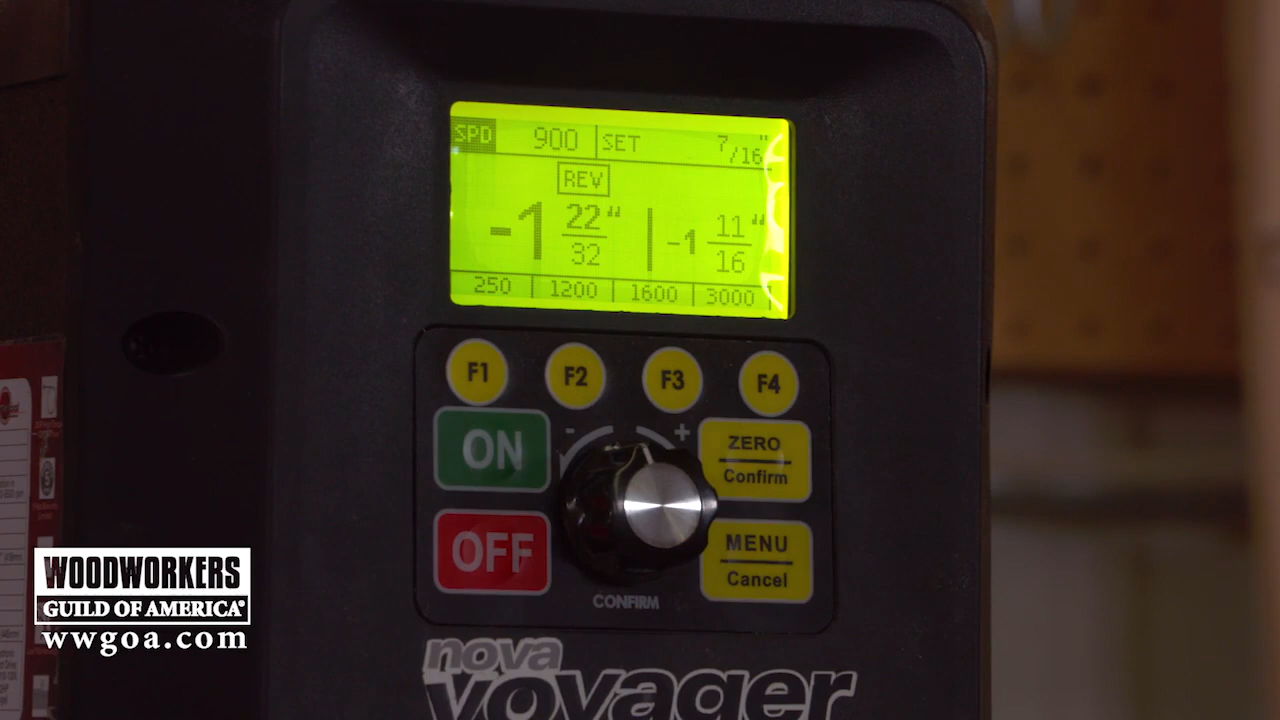 SPD 900 SET 7/16"
REV
-1 22/32" -1 11/16"
250 1200 1600 3000
F1 F2 F3 F4
ON
- +
ZERO
Confirm
OFF
MENU
Cancel
CONFIRM
nova
voyager
WOODWORKERS
GUILD OF AMERICA®
wwgoa.com